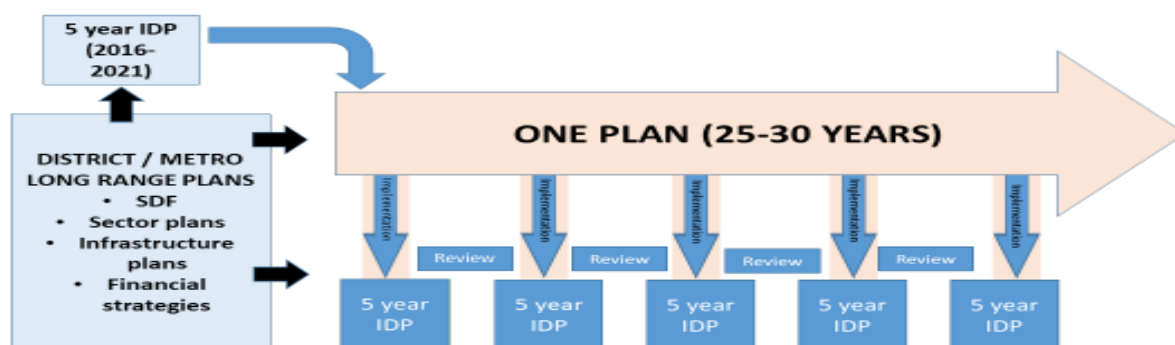 5 year IDP
(2016-
2021)
DISTRICT / METRO
LONG RANGE PLANS
• SDF
• Sector plans
• Infrastructure
plans
• Financial
strategies
ONE PLAN (25-30 YEARS)
Implementation
Implementation
Implementation
Implementation
Implementation
Review
Review
Review
Review
5 year
IDP
5 year
IDP
5 year
IDP
5 year
IDP
5 year
IDP